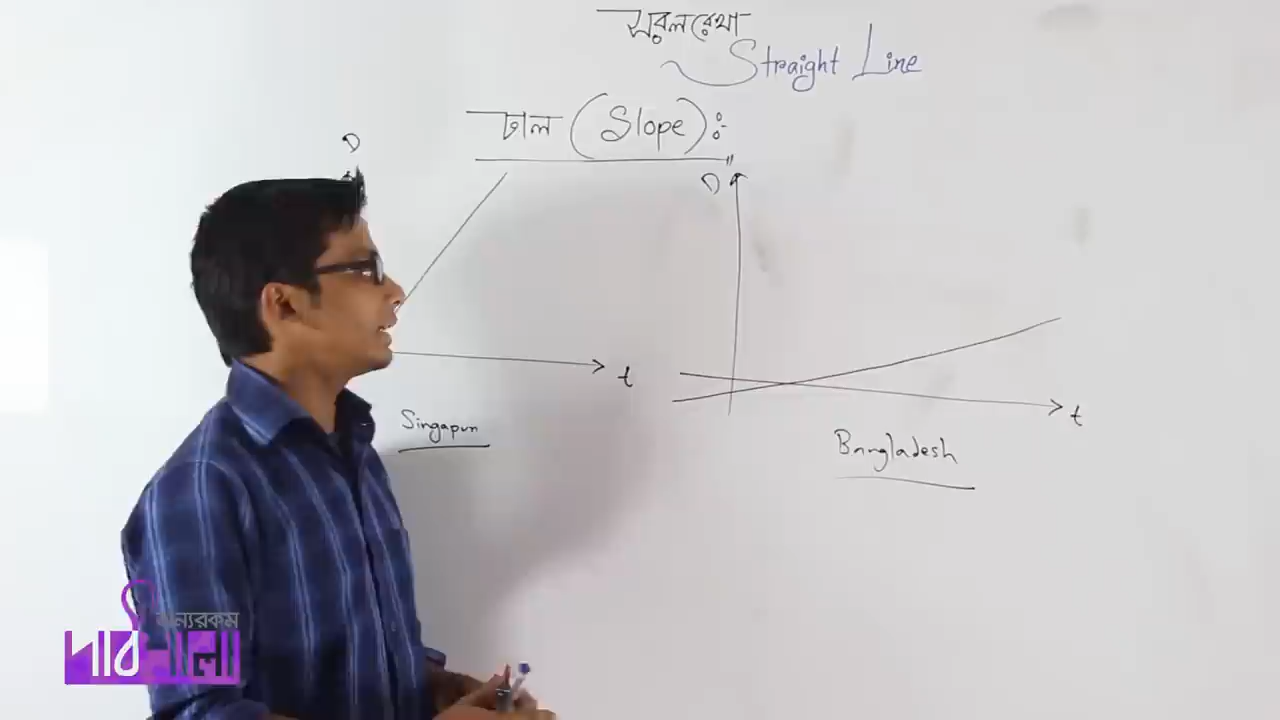 সরলরেখা
Straight Line
ঢাল (Slope):-
D
D
t
t
Singapur
Bangladesh
অন্যরকম
পাঠশালা